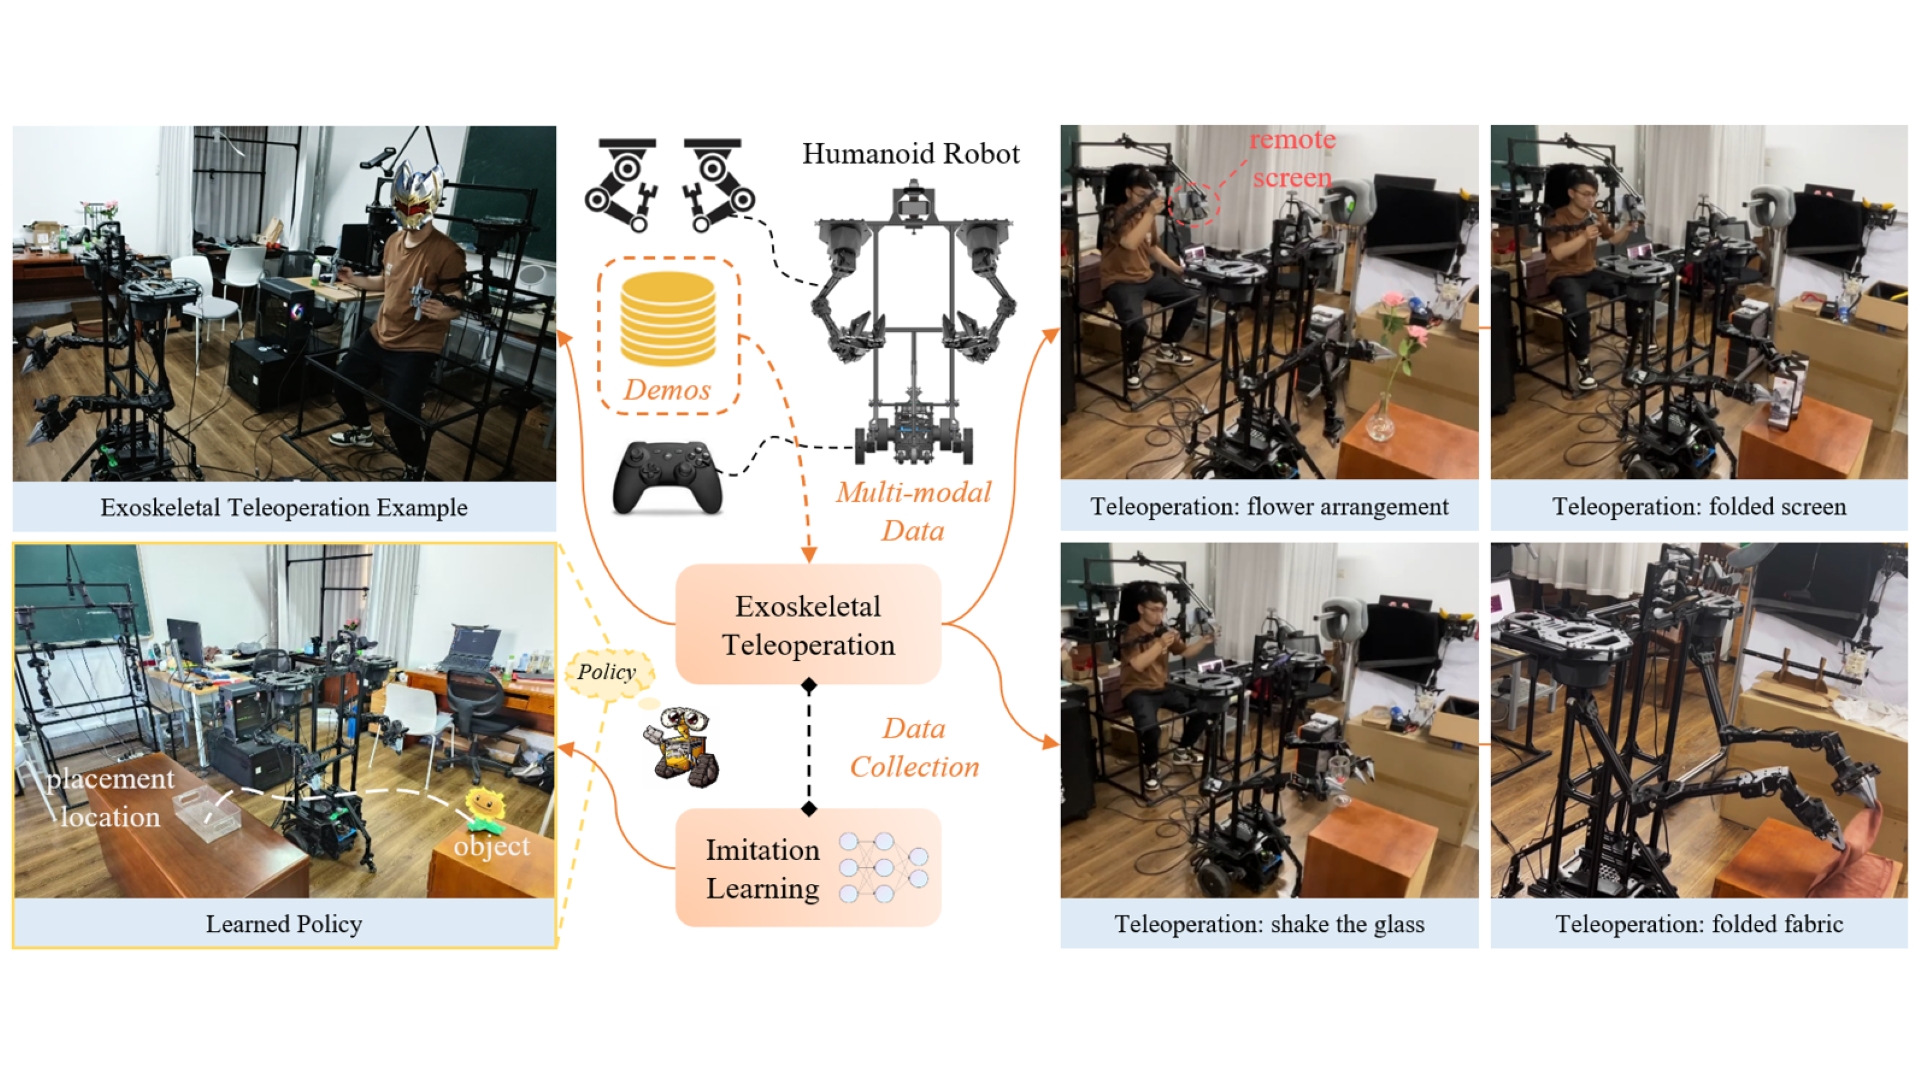 Humanoid Robot
remote
screen
Demos
Multi-modal
Data
Exoskeletal Teleoperation Example
Teleoperation: flower arrangement
Teleoperation: folded screen
Exoskeletal
Teleoperation
Policy
Data
Collection
placement
location
object
Imitation
Learning
Learned Policy
Teleoperation: shake the glass
Teleoperation: folded fabric